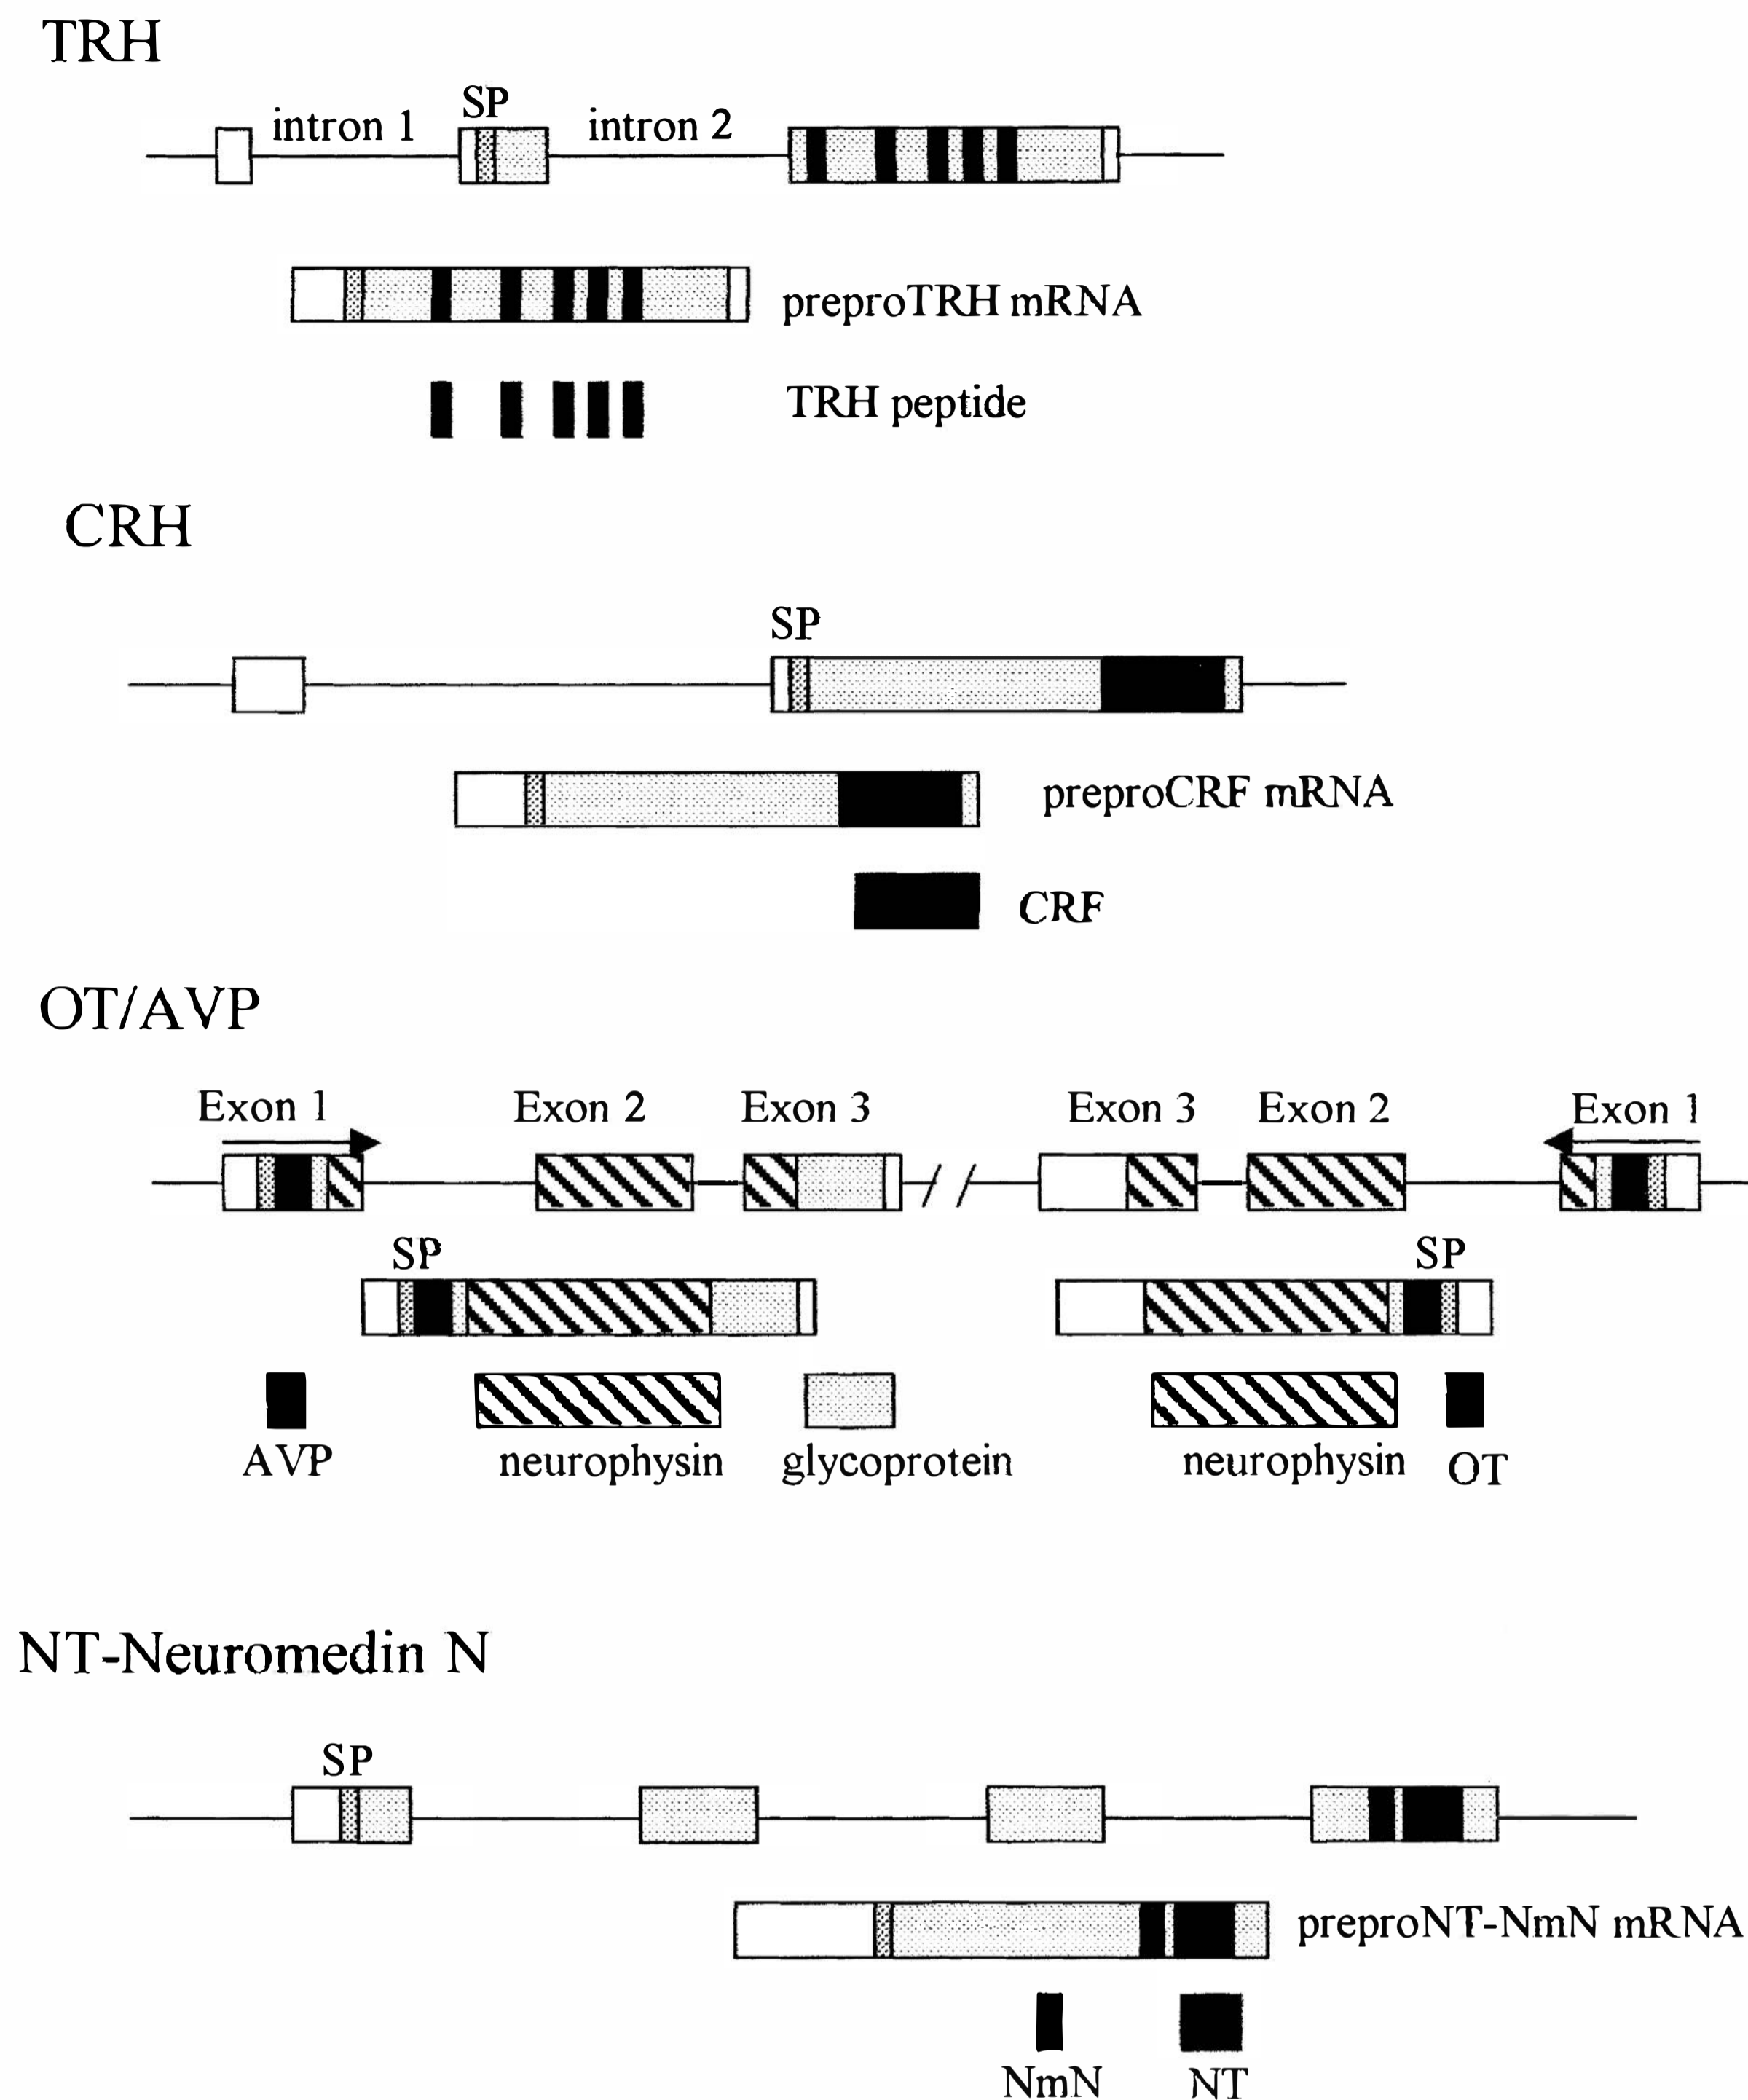 TRH
SP
intron 1 intron 2
preproTRH mRNA
TRH peptide
CRH
SP
preproCRF mRNA
CRF
OT/AVP
Exon 1 Exon 2 Exon 3 Exon 3 Exon 2 Exon 1
SP SP
AVP neurophysin glycoprotein neurophysin OT
NT-Neuromedin N
SP
preproNT-NmN mRNA
NmN NT